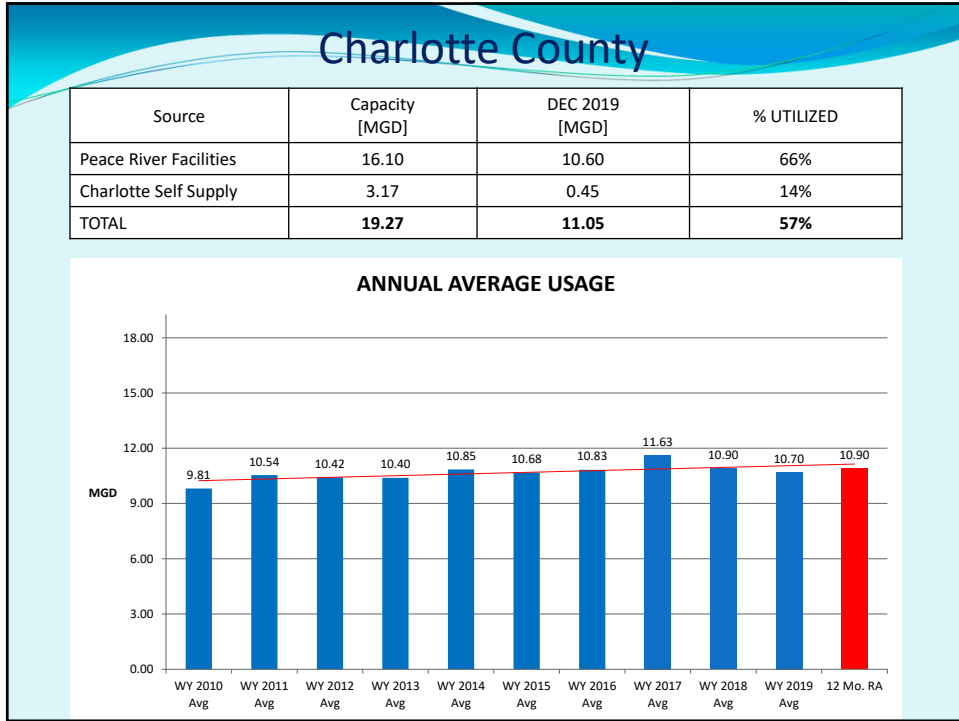 Charlotte County
Source Capacity [MGD] DEC 2019 [MGD] % UTILIZED
Peace River Facilities 16.10 10.60 66%
Charlotte Self Supply 3.17 0.45 14%
TOTAL 19.27 11.05 57%
ANNUAL AVERAGE USAGE
18.00
15.00
12.00
9.00
6.00
3.00
0.00
MGD
9.81 10.54 10.42 10.40 10.85 10.68 10.83 11.63 10.90 10.70 10.90
WY 2010 Avg WY 2011 Avg WY 2012 Avg WY 2013 Avg WY 2014 Avg WY 2015 Avg WY 2016 Avg WY 2017 Avg WY 2018 Avg WY 2019 Avg 12 Mo. RA